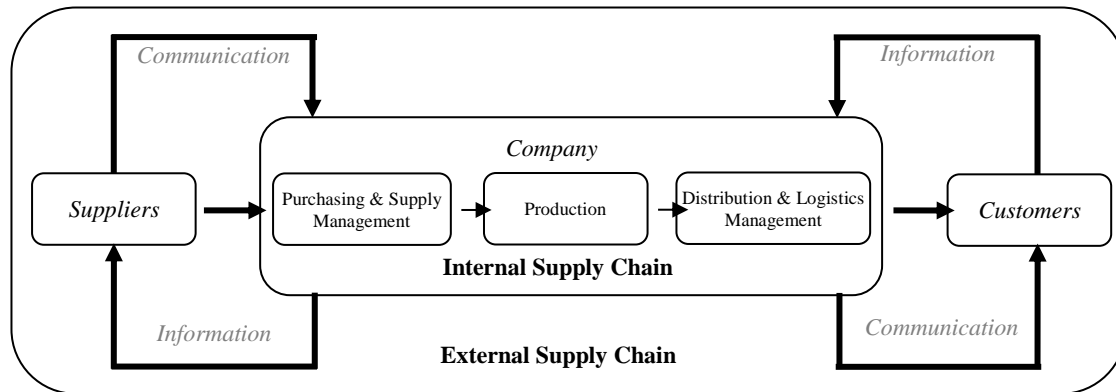 Communication
Information
Company
Suppliers
Purchasing & Supply
Management
Production
Distribution & Logistics
Management
Customers
Internal Supply Chain
Information
Communication
External Supply Chain